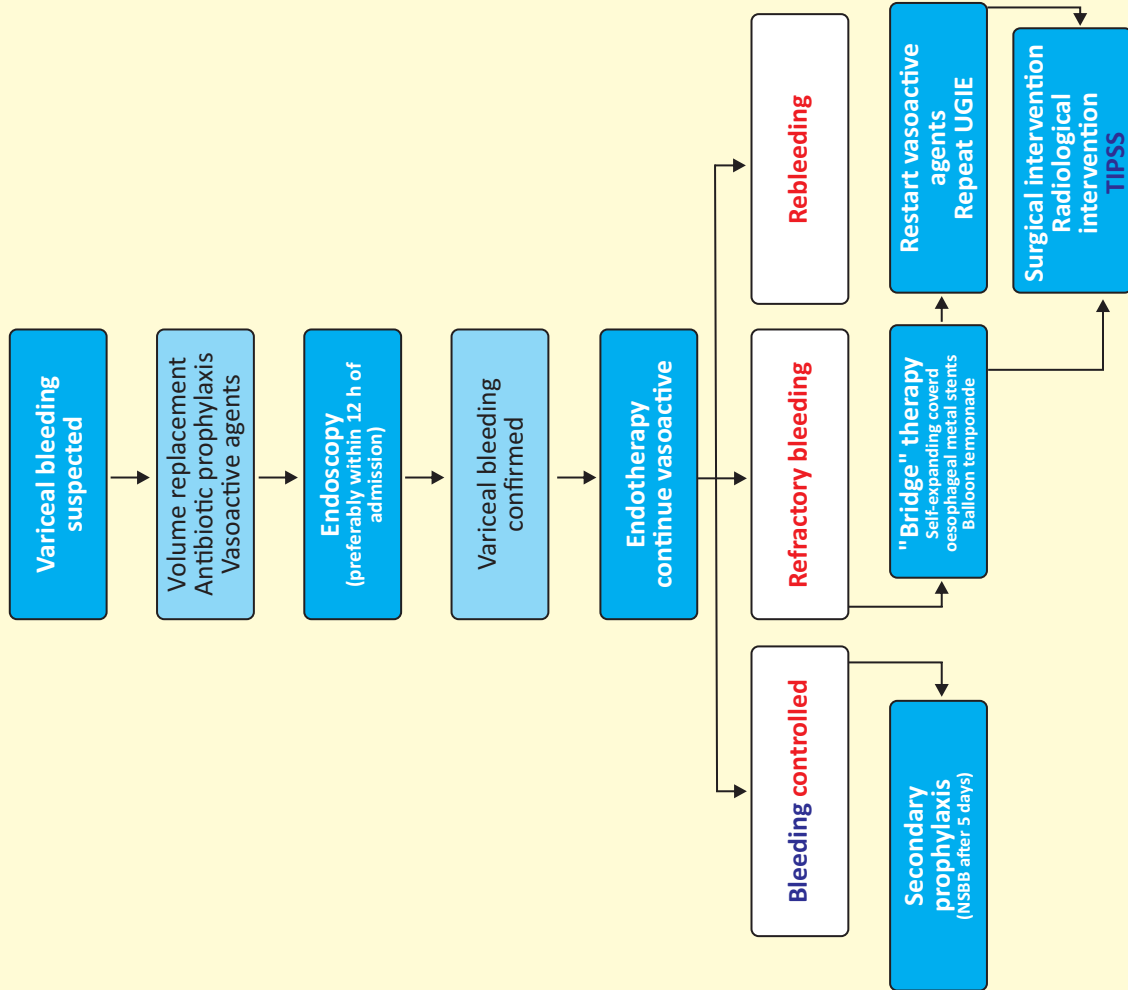 Variceal bleeding
suspected
Volume replacement
Antibiotic prophylaxis
Vasoactive agents
Endoscopy
(preferably within 12 h of
admission)
Variceal bleeding
confirmed
Endotherapy
continue vasoactive
Bleeding controlled
Refractory bleeding
Rebleeding
Secondary
prophylaxis
(NSBB after 5 days)
"Bridge" therapy
Self-expanding coverd
oesophageal metal stents
Balloon temponade
Restart vasoactive
agents
Repeat UGIE
Surgical intervention
Radiological
intervention
TIPSS